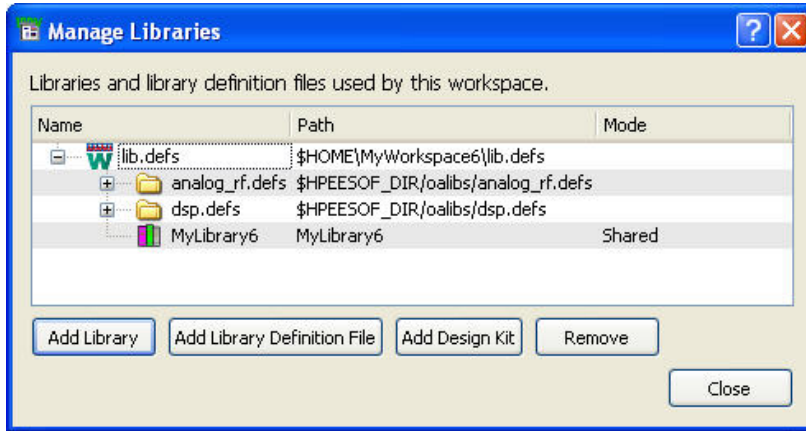 Manage Libraries
Libraries and library definition files used by this workspace.
Name Path Mode
lib.defs $HOME\MyWorkspace6\lib.defs
analog_rf.defs $HPEESOF_DIR/oalibs/analog_rf.defs
dsp.defs $HPEESOF_DIR/oalibs/dsp.defs
MyLibrary6 MyLibrary6 Shared
Add Library Add Library Definition File Add Design Kit Remove
Close